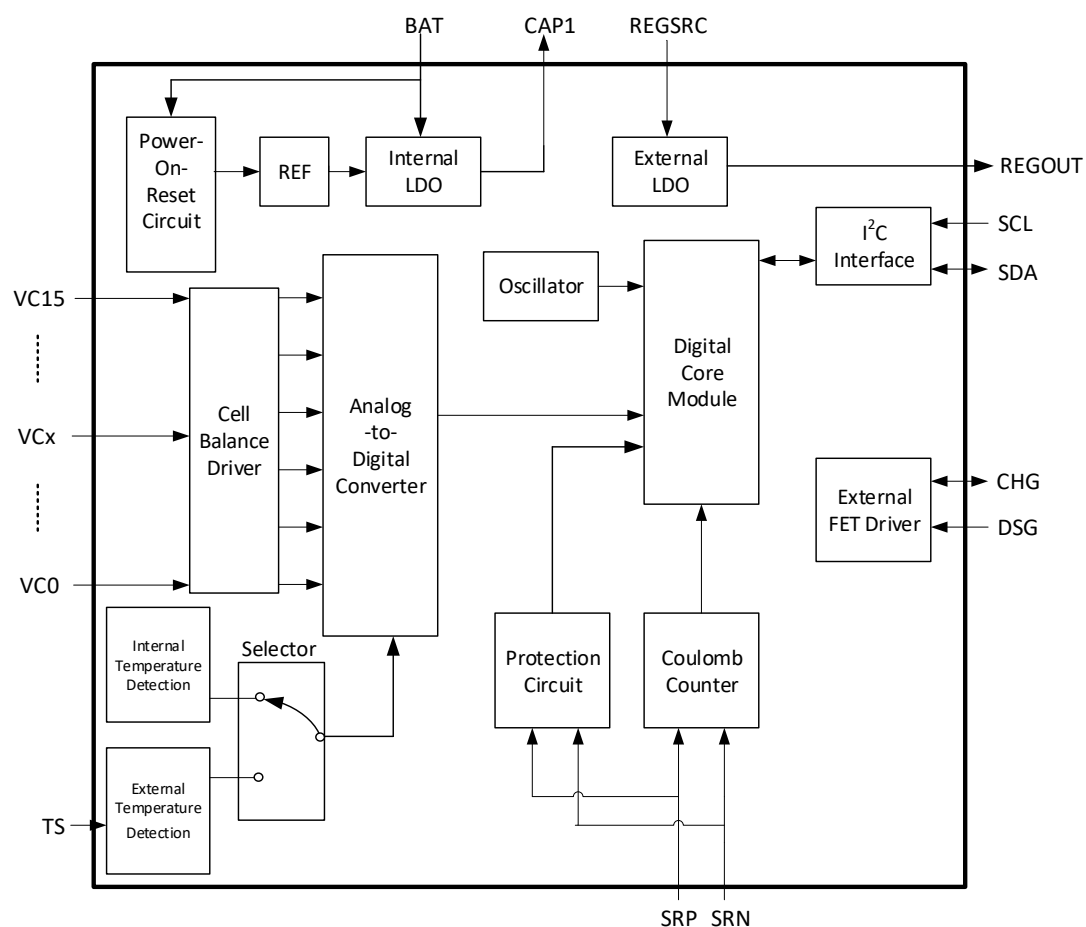 BAT
CAP1
REGSRC
Power-
On-
Reset
Circuit
REF
Internal
LDO
External
LDO
REGOUT
I²C
Interface
SCL
SDA
Oscillator
VC15
Digital
Core
Module
Cell
Balance
Driver
Analog
-to-
Digital
Converter
VCx
External
FET Driver
CHG
DSG
VC0
Internal
Temperature
Detection
Selector
Protection
Circuit
Coulomb
Counter
External
Temperature
Detection
TS
SRP
SRN